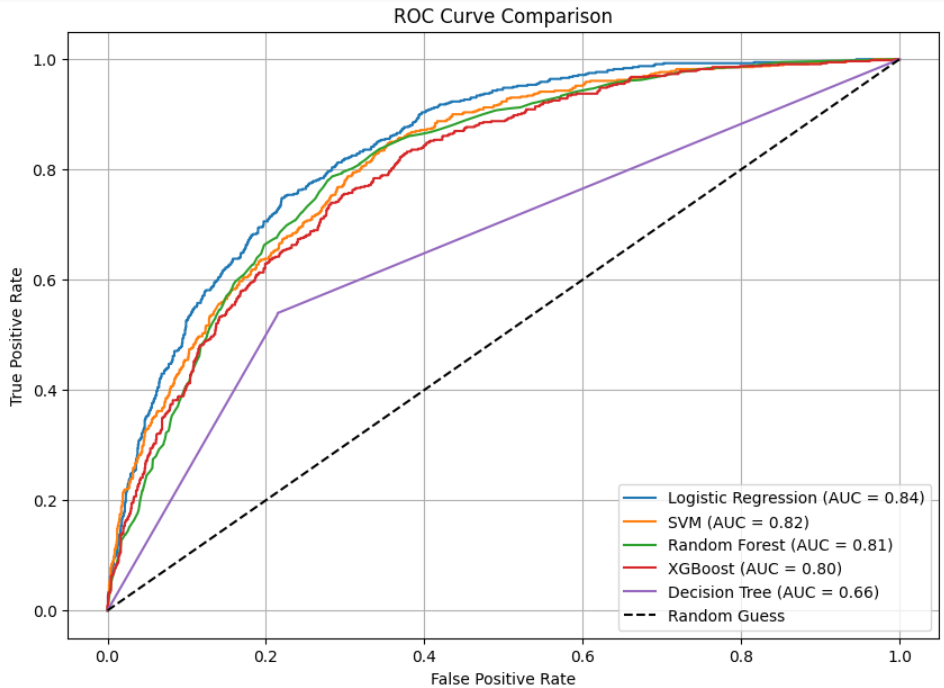 ROC Curve Comparison
True Positive Rate
1.0
0.8
0.6
0.4
0.2
0.0
Logistic Regression (AUC = 0.84)
SVM (AUC = 0.82)
Random Forest (AUC = 0.81)
XGBoost (AUC = 0.80)
Decision Tree (AUC = 0.66)
Random Guess
0.0 0.2 0.4 0.6 0.8 1.0
False Positive Rate